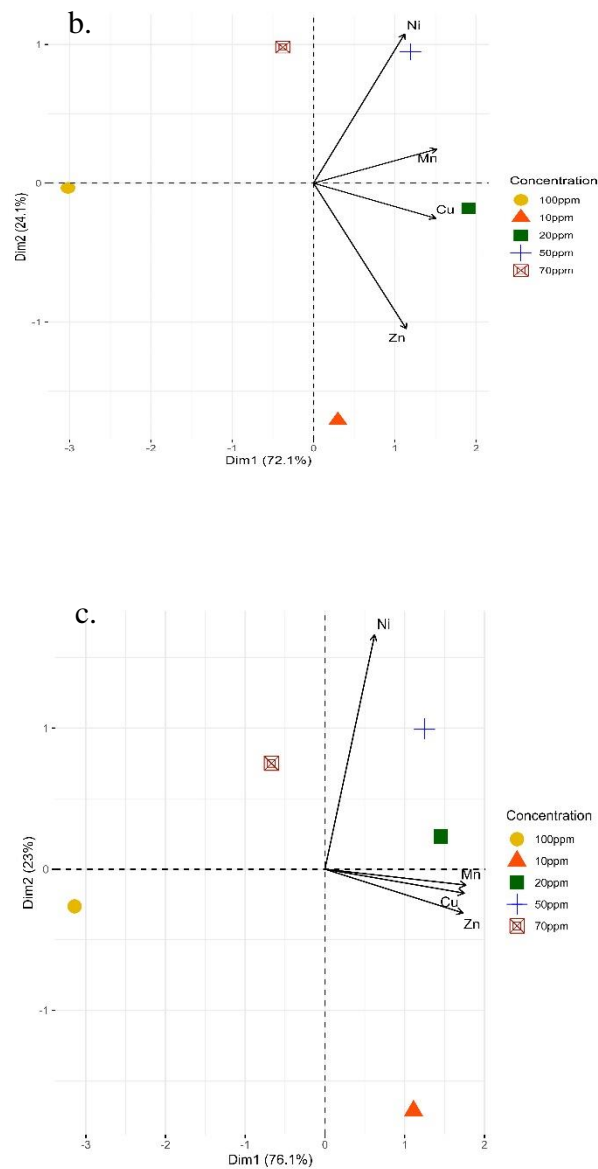 b.
Ni
1
Mn
0
Cu
Dim2 (24.1%)
-1
Zn
-3
-2
-1
0
1
2
Dim1 (72.1%)
Concentration
100ppm
10ppm
20ppm
50ppm
70ppm
c.
Ni
1
0
Mn
Cu
Zn
Dim2 (23%)
-1
-3
-2
-1
0
1
2
Dim1 (76.1%)
Concentration
100ppm
10ppm
20ppm
50ppm
70ppm